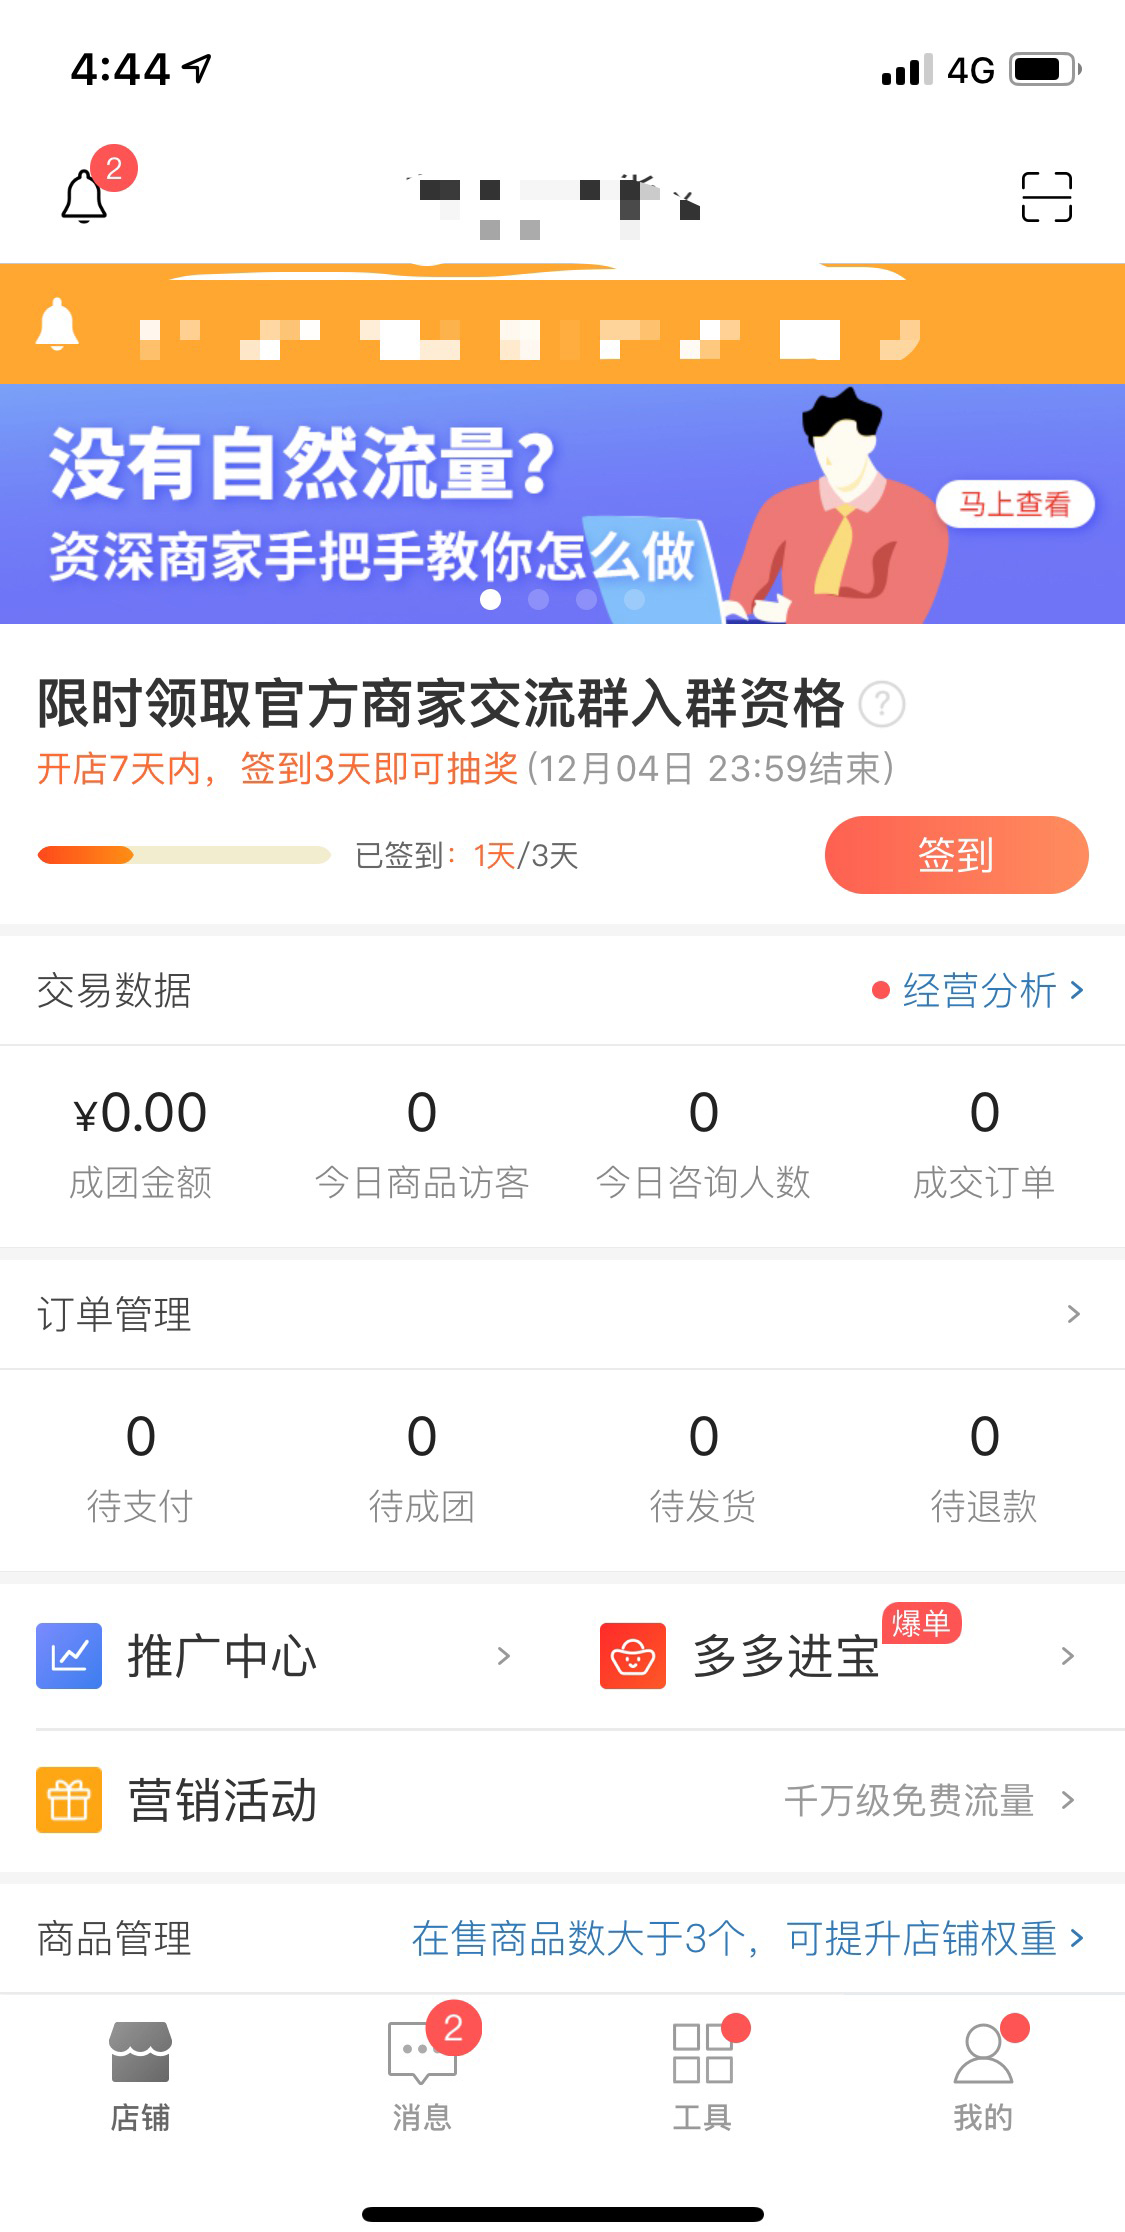 4:44
4G
2
没有自然流量?
资深商家手把手教你怎么做
马上查看
限时领取官方商家交流群入群资格 ?
开店7天内，签到3天即可抽奖 (12月04日 23:59结束)
已签到：1天/3天
签到
交易数据
经营分析 >
¥0.00 0 0 0
成团金额 今日商品访客 今日咨询人数 成交订单
订单管理 >
0 0 0 0
待支付 待成团 待发货 待退款
推广中心 >
多多进宝 爆单 >
营销活动
千万级免费流量 >
商品管理
在售商品数大于3个，可提升店铺权重 >
2
店铺 消息 工具 我的